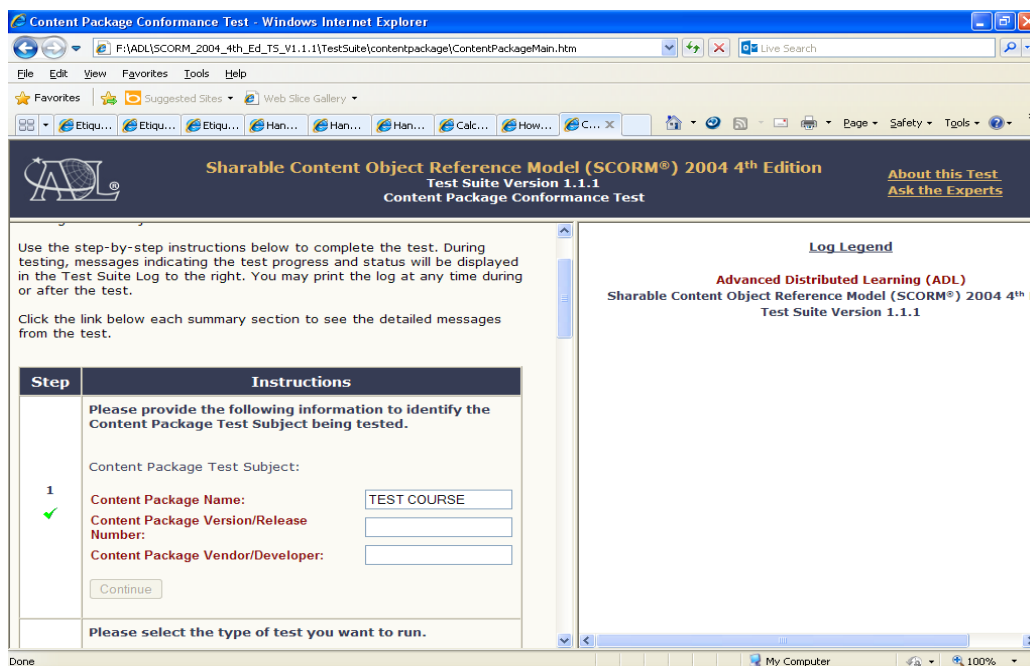 Content Package Conformance Test - Windows Internet Explorer
F:\ADL\SCORM_2004_4th_Ed_TS_V1.1.1\TestSuite\contentpackage\ContentPackageMain.htm
Live Search
File Edit View Favorites Tools Help
Favorites Suggested Sites Web Slice Gallery
Etiqu... Etiqu... Etiqu... Han... Han... Han... Calc... How... C... X Page Safety Tools
ADL®
Sharable Content Object Reference Model (SCORM®) 2004 4th Edition
Test Suite Version 1.1.1
Content Package Conformance Test
About this Test
Ask the Experts
Use the step-by-step instructions below to complete the test. During
testing, messages indicating the test progress and status will be displayed
in the Test Suite Log to the right. You may print the log at any time during
or after the test.
Click the link below each summary section to see the detailed messages
from the test.
Step Instructions
Please provide the following information to identify the
Content Package Test Subject being tested.
Content Package Test Subject:
1
Content Package Name: TEST COURSE
Content Package Version/Release
Number:
Content Package Vendor/Developer:
Continue
Please select the type of test you want to run.
Log Legend
Advanced Distributed Learning (ADL)
Sharable Content Object Reference Model (SCORM®) 2004 4th
Test Suite Version 1.1.1
Done My Computer 100%